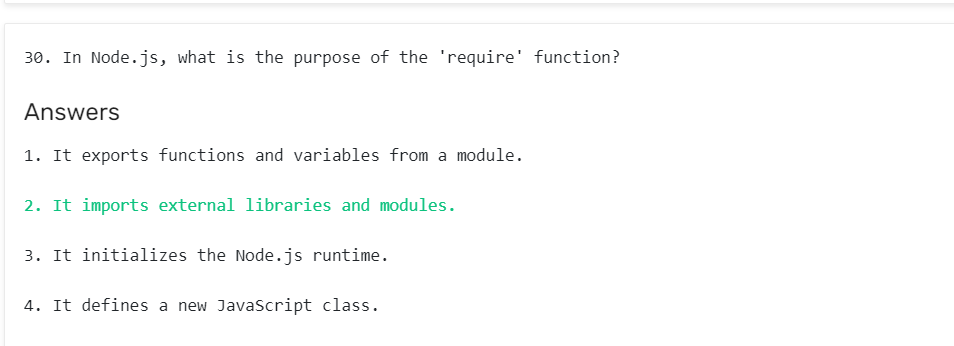 30. In Node.js, what is the purpose of the 'require' function?
Answers
1. It exports functions and variables from a module.
2. It imports external libraries and modules.
3. It initializes the Node.js runtime.
4. It defines a new JavaScript class.